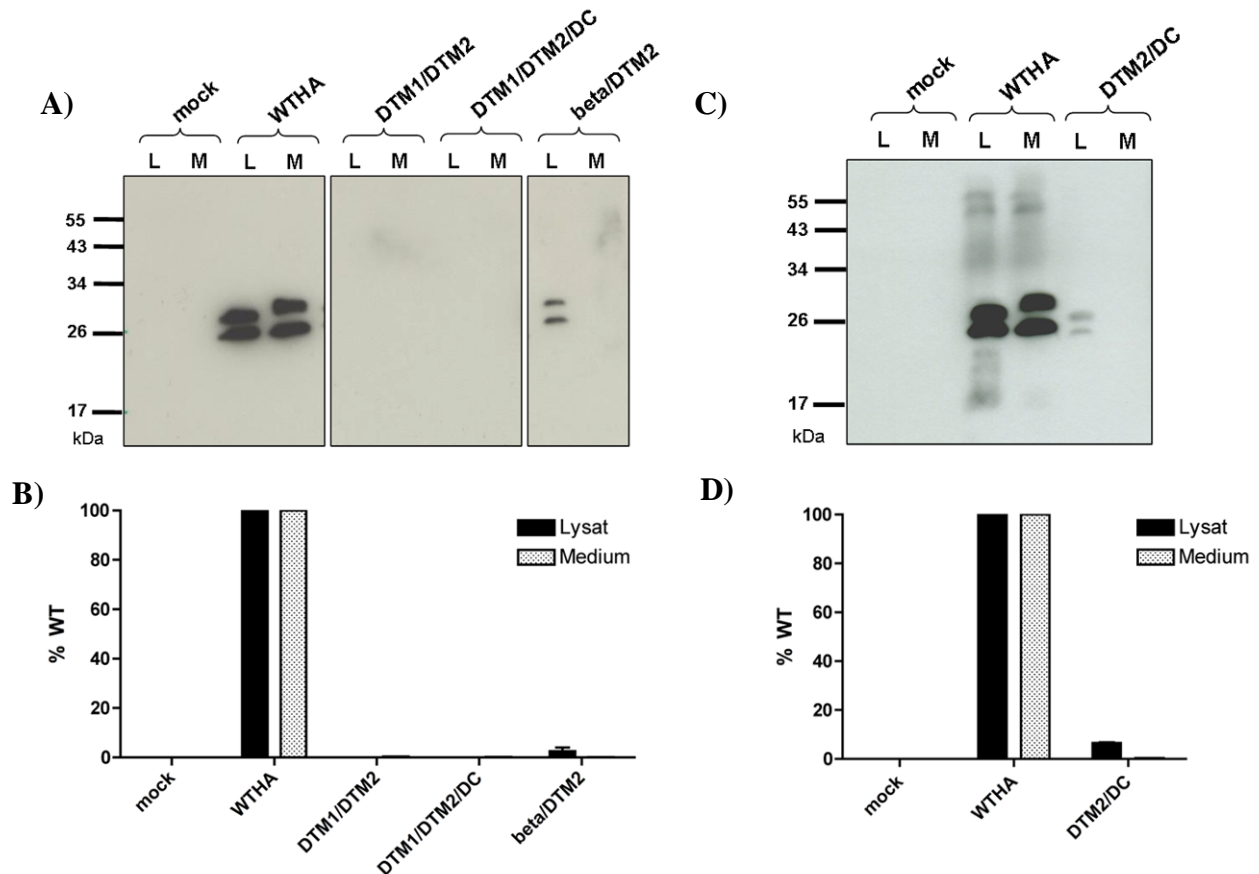 A)
mock WTHA DTM1/DTM2 DTM1/DTM2/DC beta/DTM2
L M L M L M L M L M
55
43
34
26
17
kDa
C)
mock WTHA DTM2/DC
L M L M L M
55
43
34
26
17
kDa
B)
% WT
100
80
60
40
20
0
Lysat
Medium
mock WTHA DTM1/DTM2 DTM1/DTM2/DC beta/DTM2
D)
% WT
100
80
60
40
20
0
Lysat
Medium
mock WTHA DTM2/DC